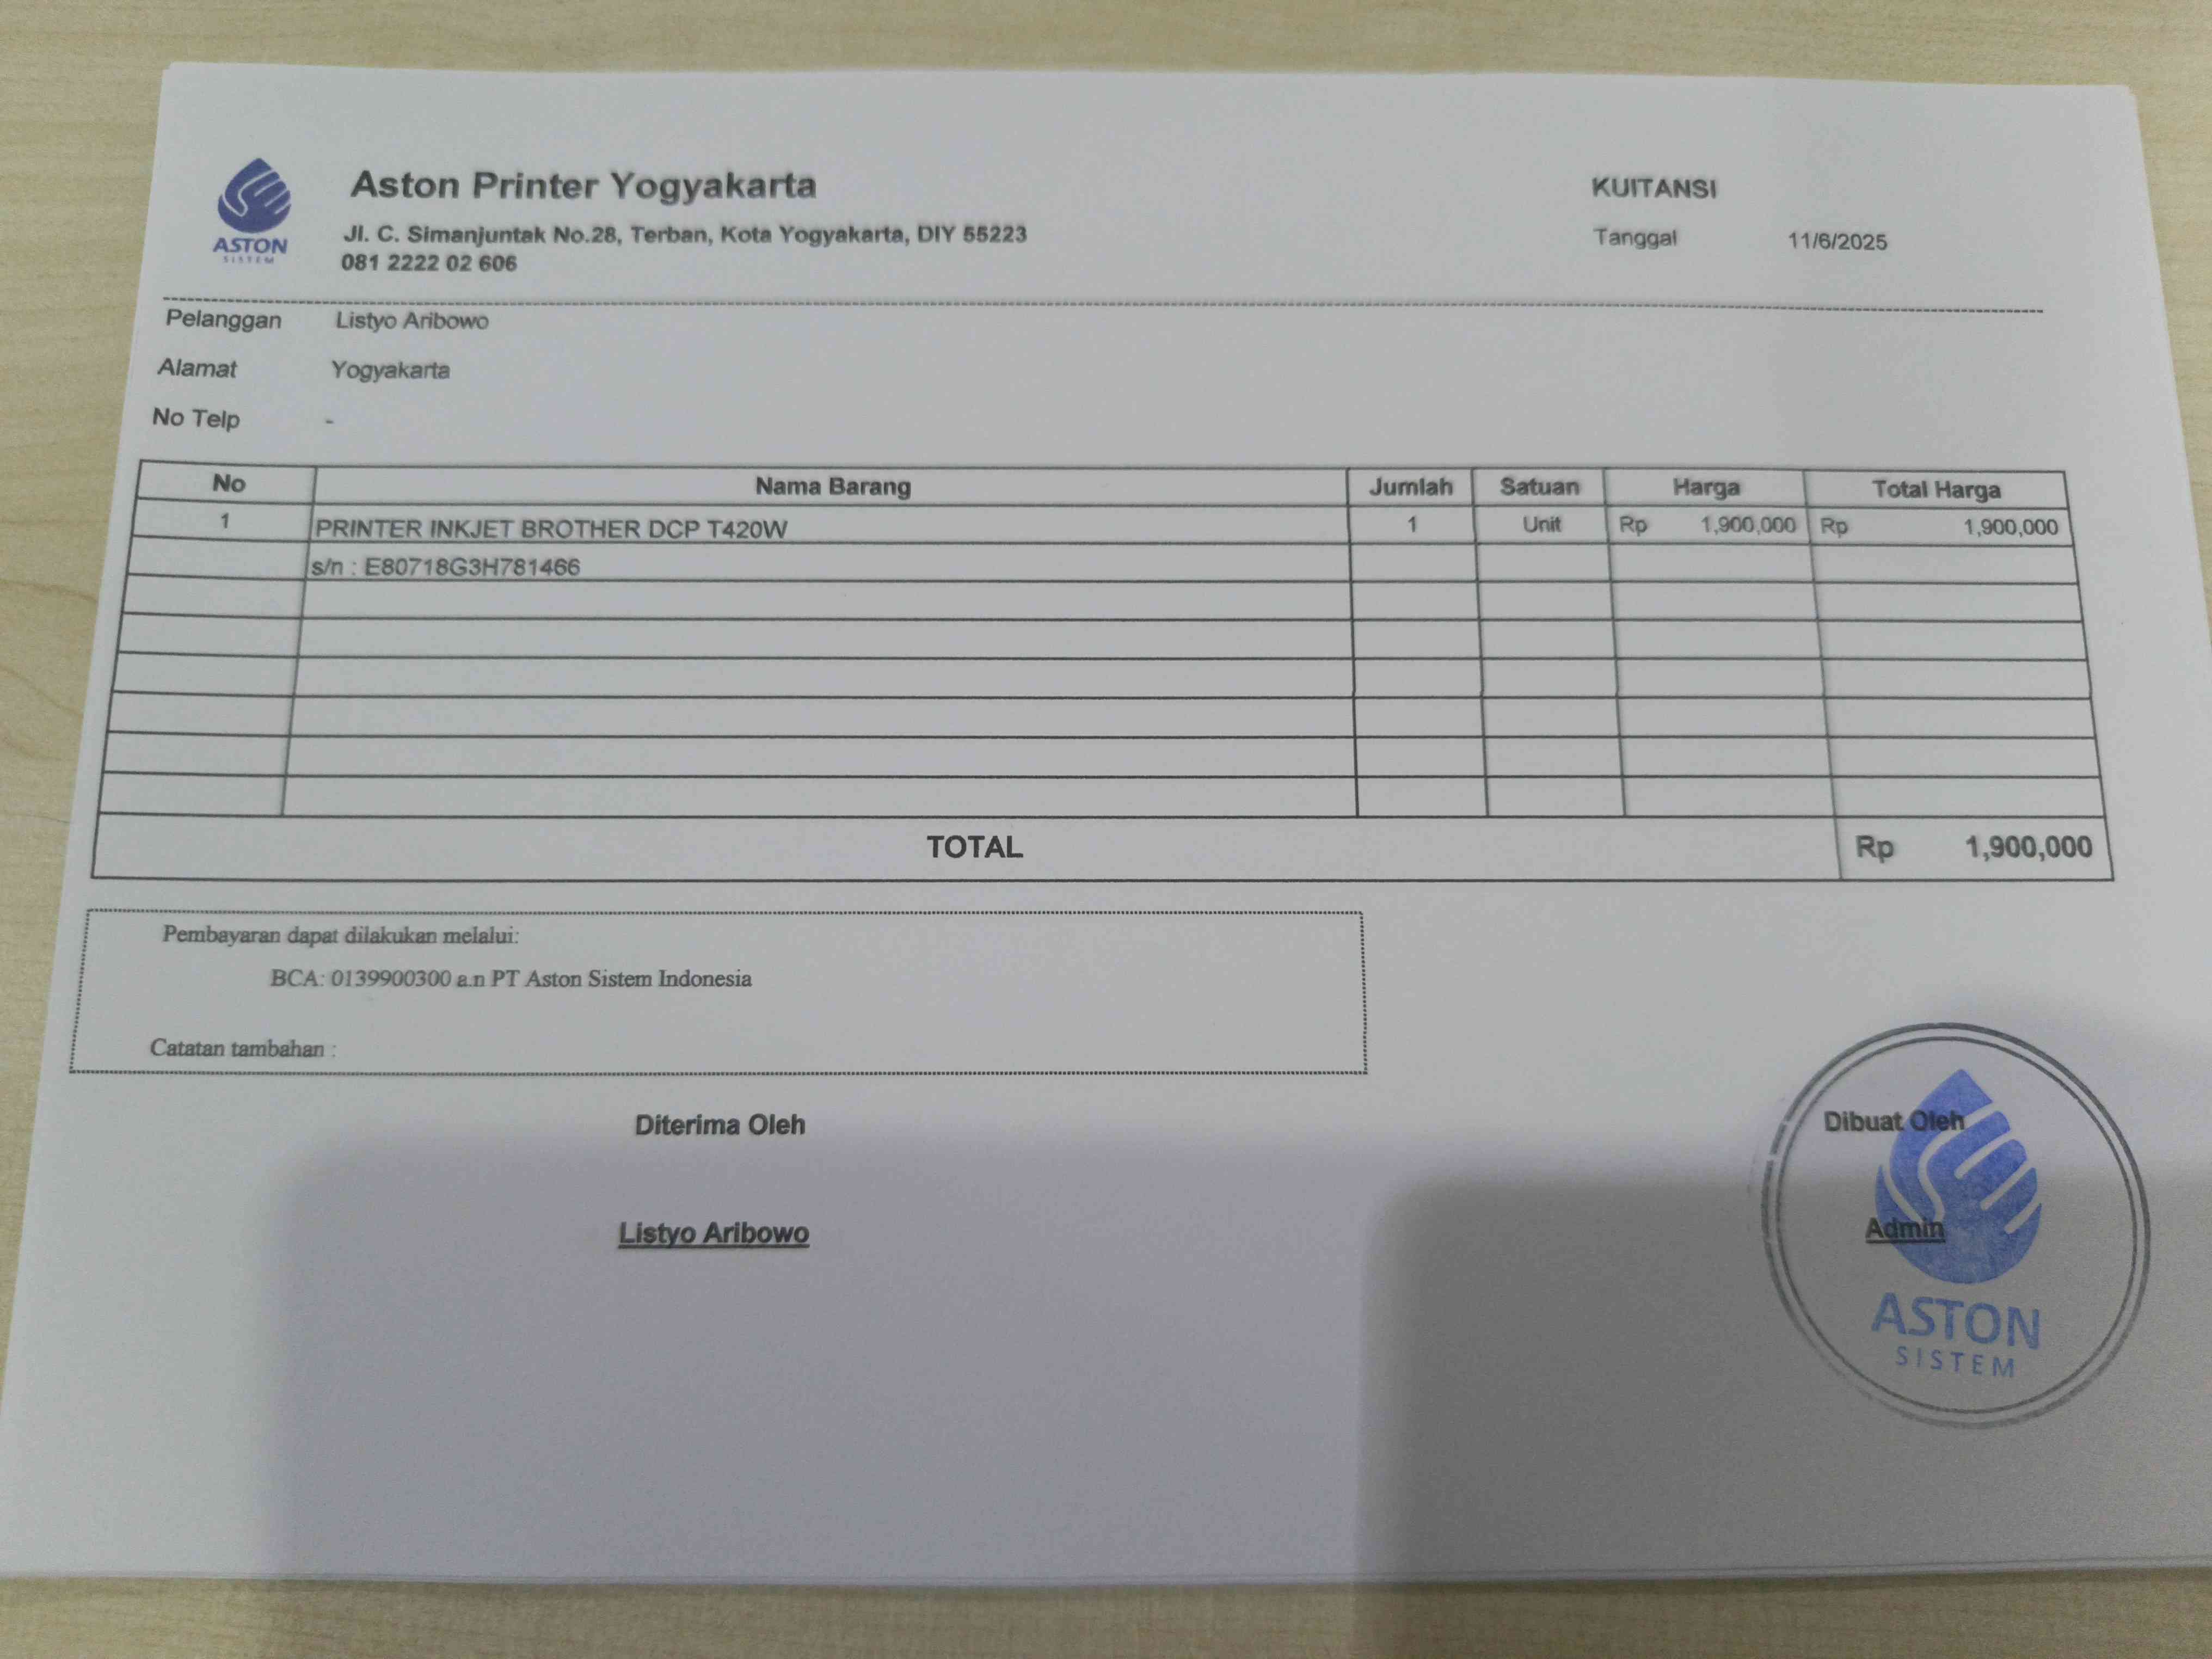 ASTON
SISTEM
Aston Printer Yogyakarta
Jl. C. Simanjuntak No.28, Terban, Kota Yogyakarta, DIY 55223
081 2222 02 606
KUITANSI
Tanggal 11/6/2025
Pelanggan Listyo Aribowo
Alamat Yogyakarta
No Telp -
No Nama Barang Jumlah Satuan Harga Total Harga
1 PRINTER INKJET BROTHER DCP T420W 1 Unit Rp 1,900,000 Rp 1,900,000
s/n : E80718G3H781466
TOTAL Rp 1,900,000
Pembayaran dapat dilakukan melalui:
BCA: 0139900300 a.n PT Aston Sistem Indonesia
Catatan tambahan :
Diterima Oleh Dibuat Oleh
Listyo Aribowo Admin
ASTON
SISTEM